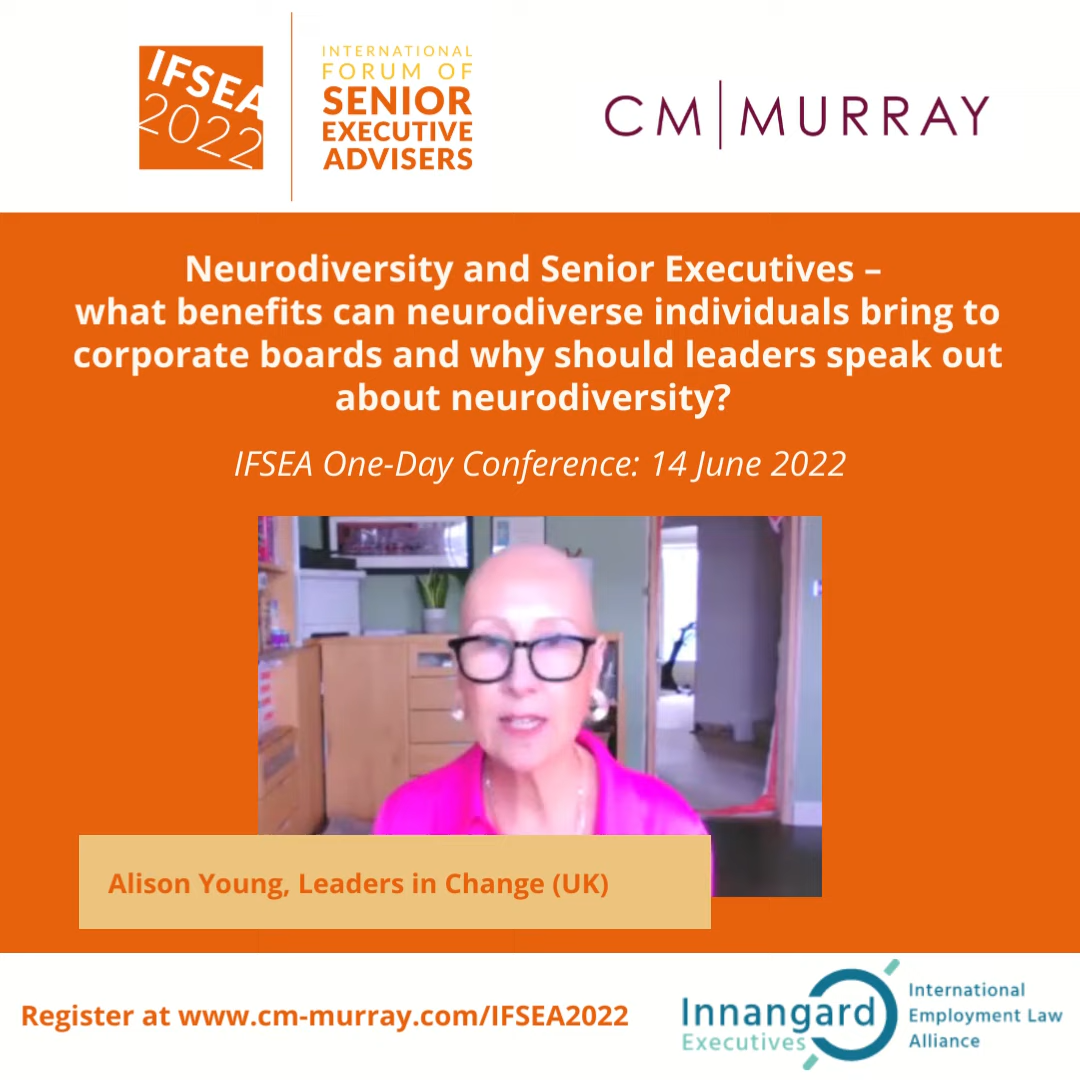 IFSEA
2022
INTERNATIONAL
FORUM OF
SENIOR
EXECUTIVE
ADVISERS
CM MURRAY
Neurodiversity and Senior Executives –
what benefits can neurodiverse individuals bring to
corporate boards and why should leaders speak out
about neurodiversity?
IFSEA One-Day Conference: 14 June 2022
Alison Young, Leaders in Change (UK)
Register at www.cm-murray.com/IFSEA2022
Innangard
Executives
International
Employment Law
Alliance